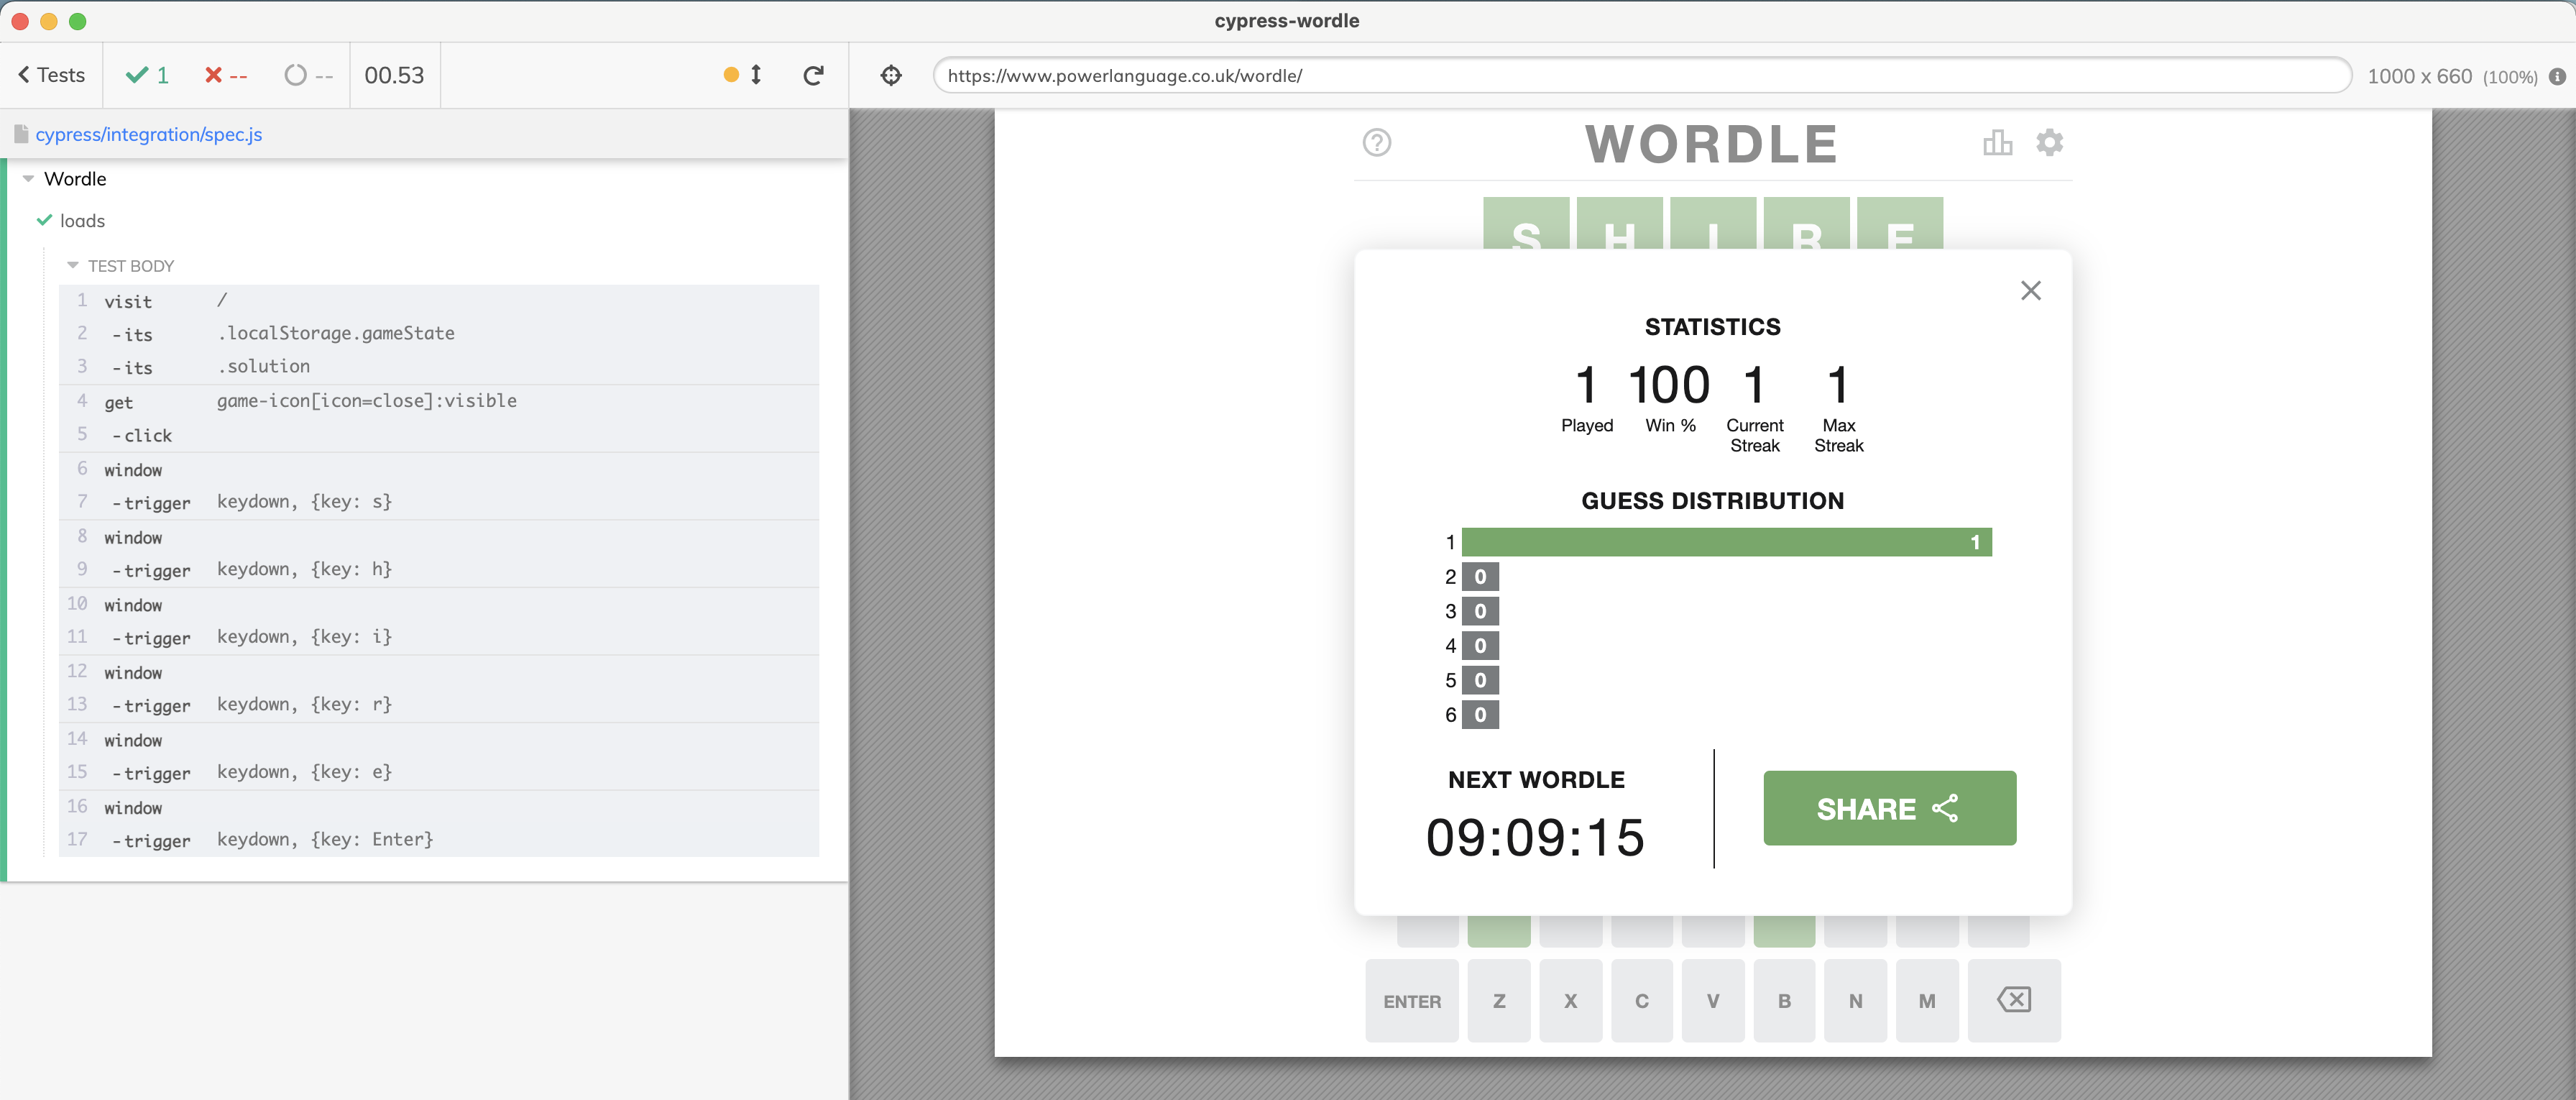 cypress-wordle
Tests 1 -- -- 00.53
https://www.powerlanguage.co.uk/wordle/
1000 x 660 (100%)
cypress/integration/spec.js
Wordle
loads
TEST BODY
1 visit /
2 -its .localStorage.gameState
3 -its .solution
4 get game-icon[icon=close]:visible
5 -click
6 window
7 -trigger keydown, {key: s}
8 window
9 -trigger keydown, {key: h}
10 window
11 -trigger keydown, {key: i}
12 window
13 -trigger keydown, {key: r}
14 window
15 -trigger keydown, {key: e}
16 window
17 -trigger keydown, {key: Enter}
WORDLE
S H I R E
STATISTICS
1 100 1 1
Played Win % Current Streak Max Streak
GUESS DISTRIBUTION
1 1
2 0
3 0
4 0
5 0
6 0
NEXT WORDLE
09:09:15
SHARE
ENTER Z X C V B N M